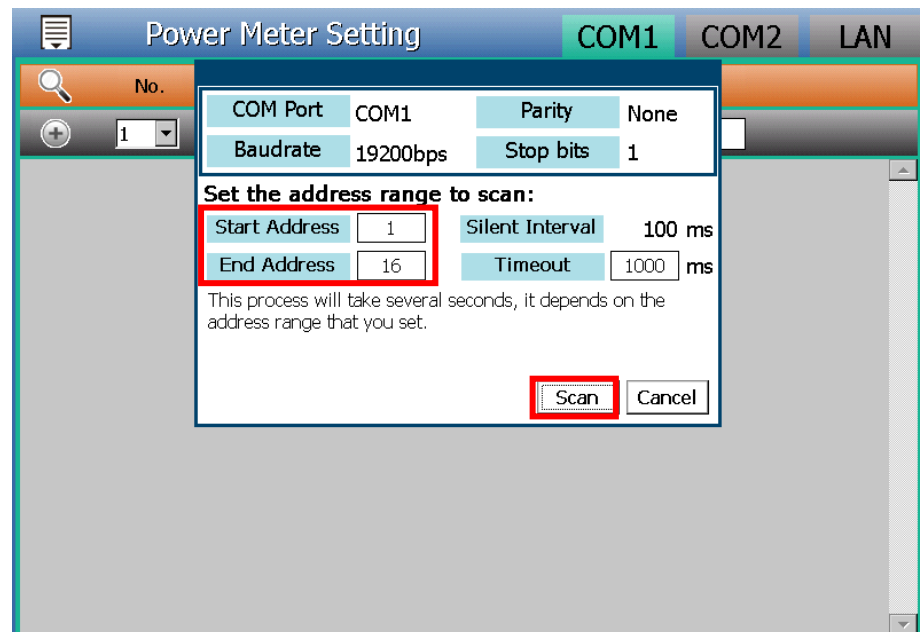 Power Meter Setting COM1 COM2 LAN
No.
1
COM Port COM1 Parity None
Baudrate 19200bps Stop bits 1
Set the address range to scan:
Start Address 1 Silent Interval 100 ms
End Address 16 Timeout 1000 ms
This process will take several seconds, it depends on the
address range that you set.
Scan Cancel